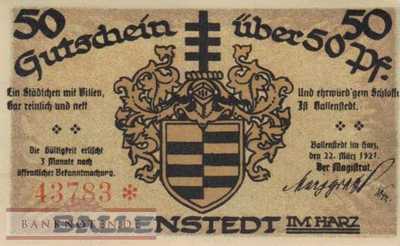 50 50
Gutschein über 50 Pf.
Ein Städtchen mit Villen,
Gar reinlich und nett
Und ehrwürd'gem Schlosse
Ist Ballenstedt.
Die Gültigkeit erlischt
3 Monate nach
öffentlicher Bekanntmachung.
Ballenstedt im Harz,
den 22. März 1921.
Der Magistrat.
43783 *
BANKNOTEN.DE
BALLENSTEDT IM HARZ